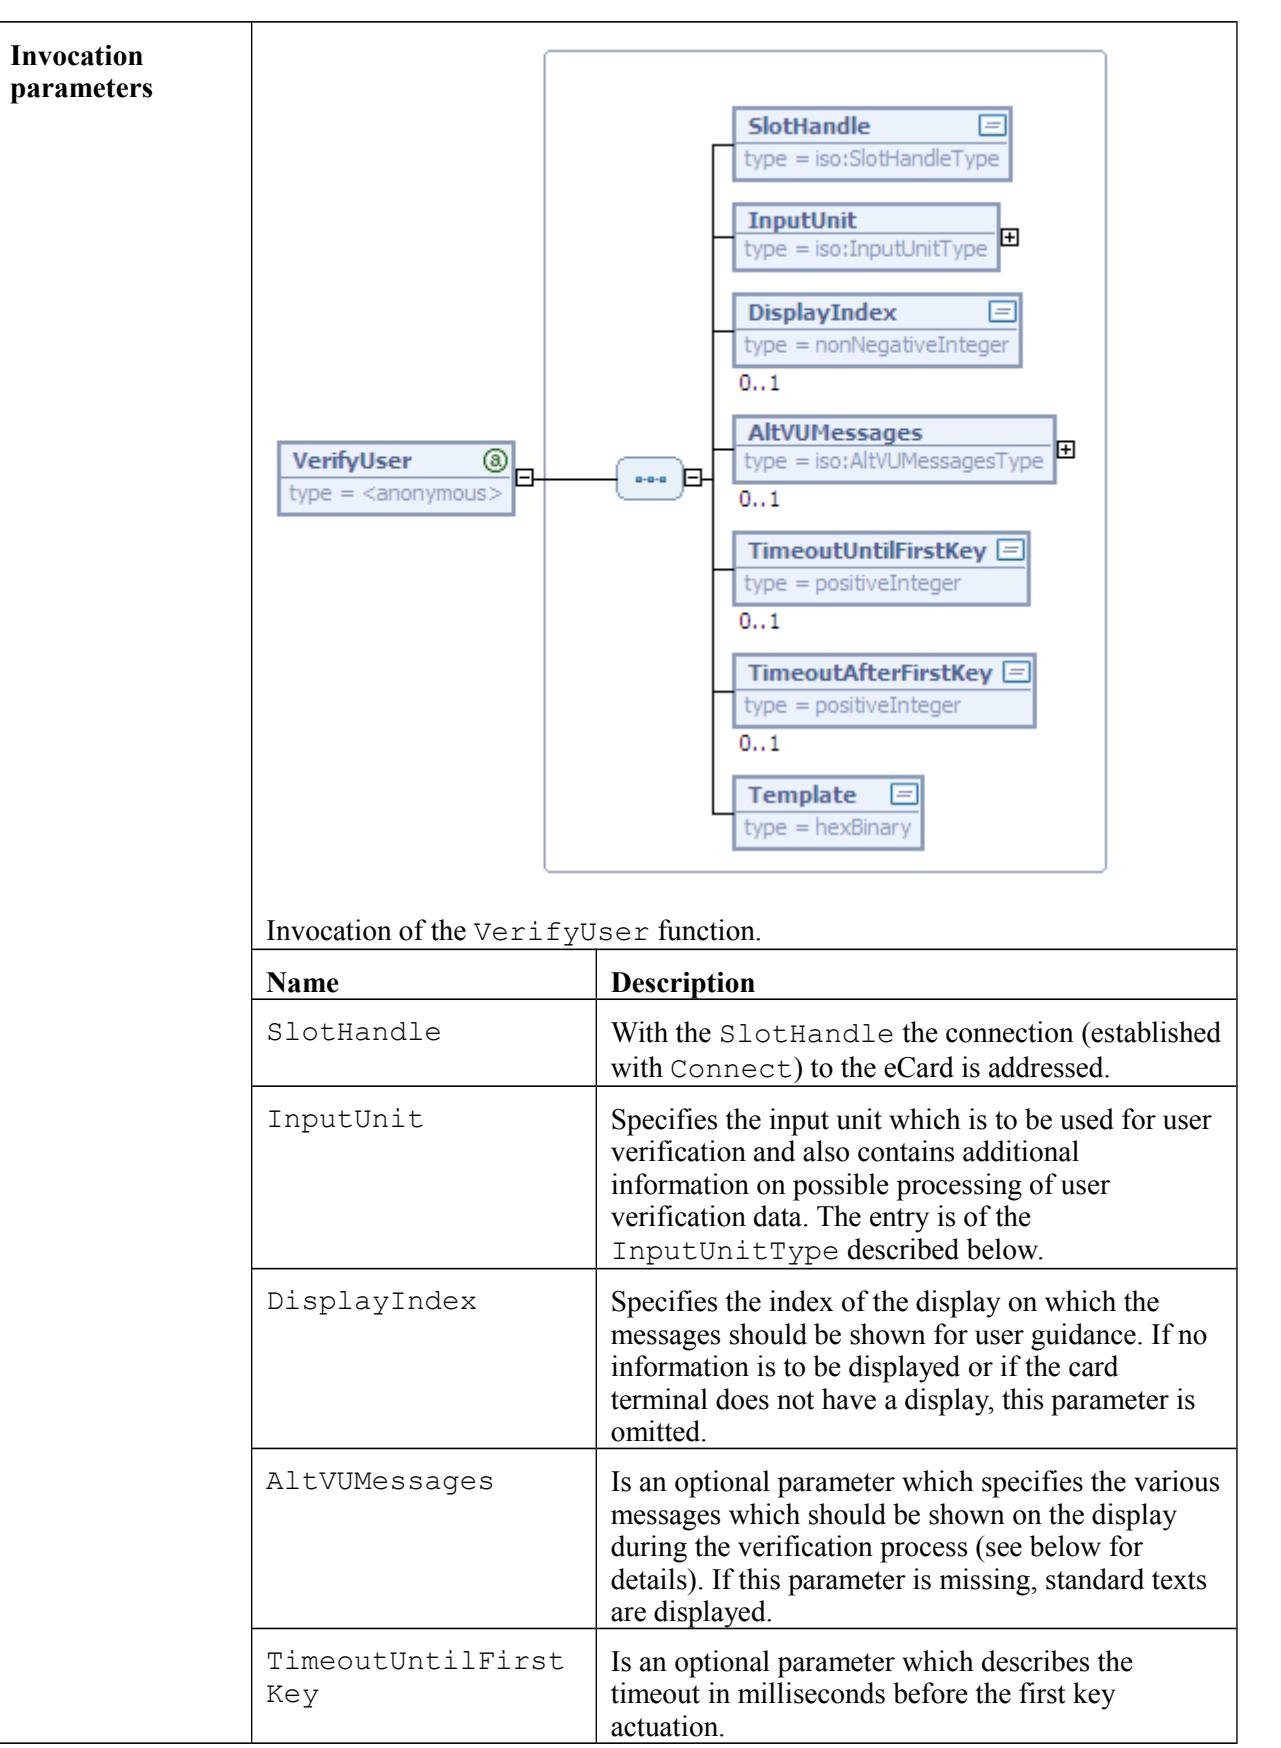 Invocation
parameters
SlotHandle
type = iso:SlotHandleType
InputUnit
type = iso:InputUnitType
DisplayIndex
type = nonNegativeInteger
0..1
AltVUMessages
type = iso:AltVUMessagesType
0..1
VerifyUser
type = <anonymous>
TimeoutUntilFirstKey
type = positiveInteger
0..1
TimeoutAfterFirstKey
type = positiveInteger
0..1
Template
type = hexBinary
Invocation of the VerifyUser function.
Name Description
SlotHandle With the SlotHandle the connection (established
with Connect) to the eCard is addressed.
InputUnit Specifies the input unit which is to be used for user
verification and also contains additional
information on possible processing of user
verification data. The entry is of the
InputUnitType described below.
DisplayIndex Specifies the index of the display on which the
messages should be shown for user guidance. If no
information is to be displayed or if the card
terminal does not have a display, this parameter is
omitted.
AltVUMessages Is an optional parameter which specifies the various
messages which should be shown on the display
during the verification process (see below for
details). If this parameter is missing, standard texts
are displayed.
TimeoutUntilFirst Is an optional parameter which describes the
Key timeout in milliseconds before the first key
actuation.